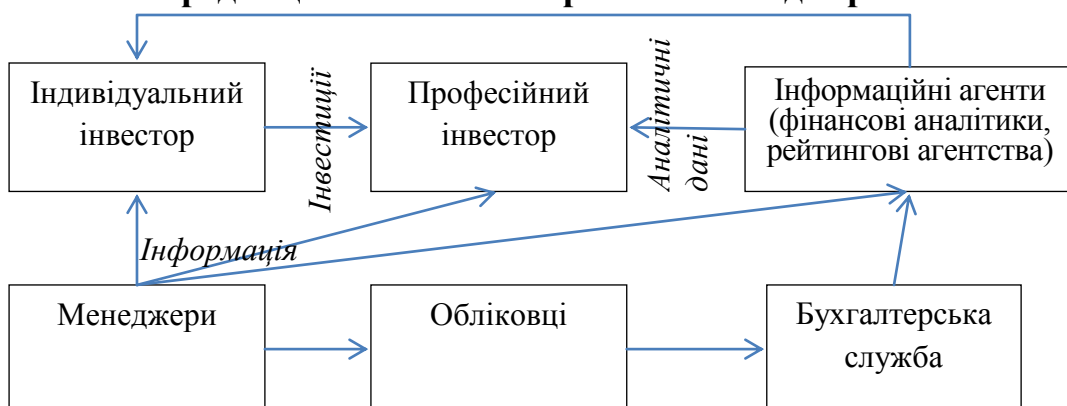 Індивідуальний
інвестор
Інвестиції
Професійний
інвестор
Аналітичні
дані
Інформаційні агенти
(фінансові аналітики,
рейтингові агентства)
Інформація
Менеджери
Обліковці
Бухгалтерська
служба